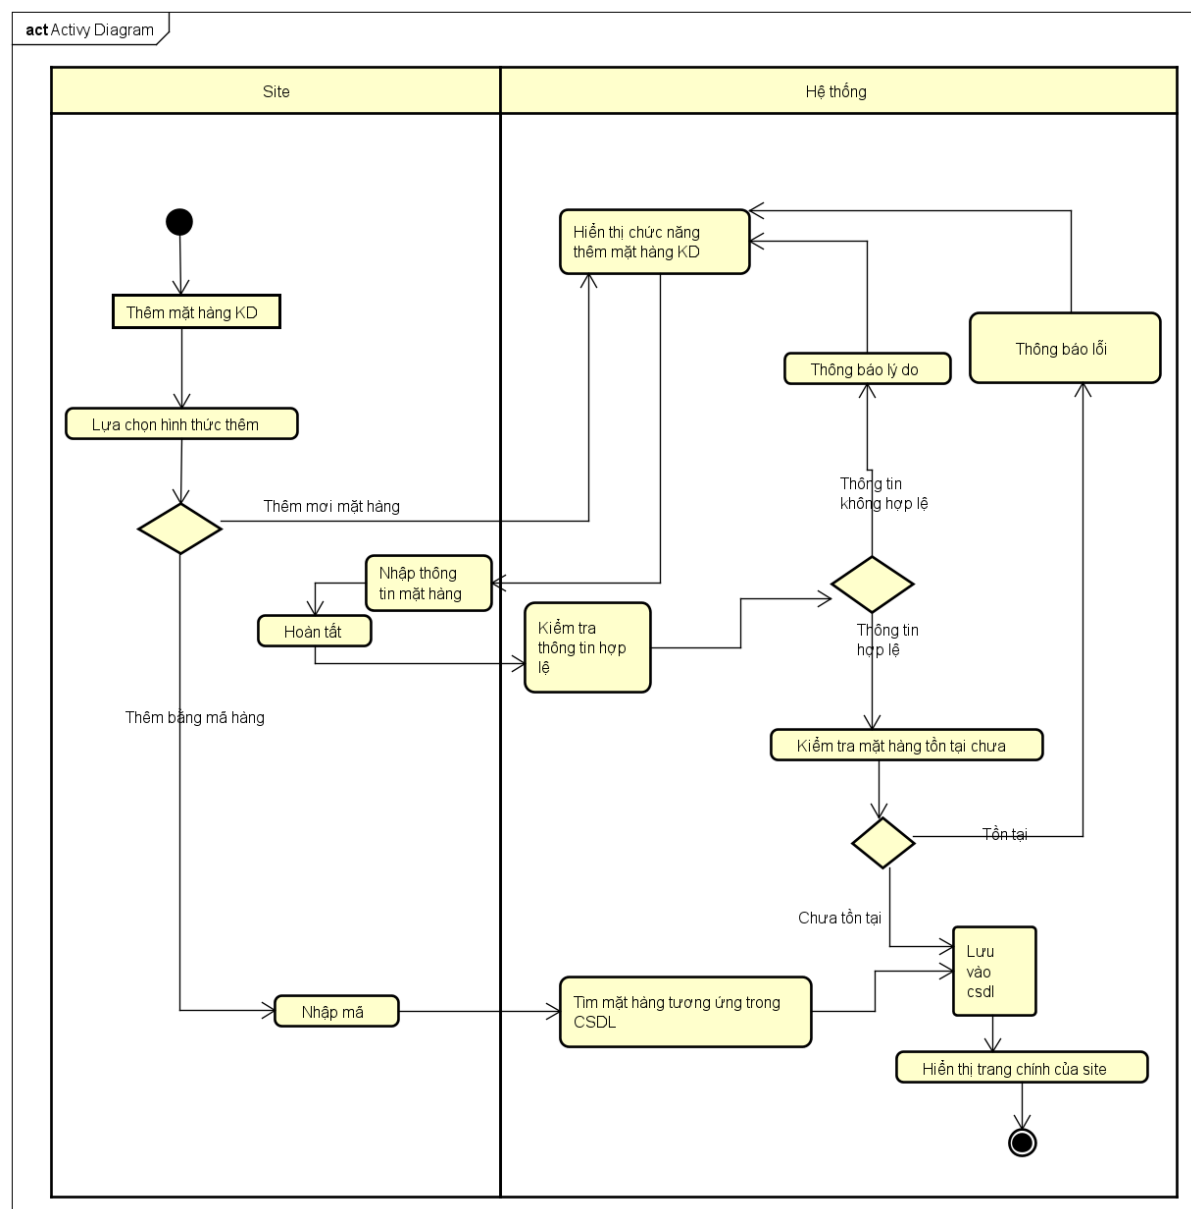 act Activy Diagram
Site
Hệ thống
Hiển thị chức năng
thêm mặt hàng KD
Thêm mặt hàng KD
Thông báo lỗi
Thông báo lý do
Lựa chọn hình thức thêm
Thông tin
không hợp lệ
Thêm mơi mặt hàng
Nhập thông
tin mặt hàng
Hoàn tất
Kiểm tra
thông tin hợp
lệ
Thông tin
hợp lệ
Thêm bằng mã hàng
Kiểm tra mặt hàng tồn tại chưa
Tồn tại
Chưa tồn tại
Lưu
vào
csdl
Nhập mã
Tìm mặt hàng tương ứng trong
CSDL
Hiển thị trang chính của site